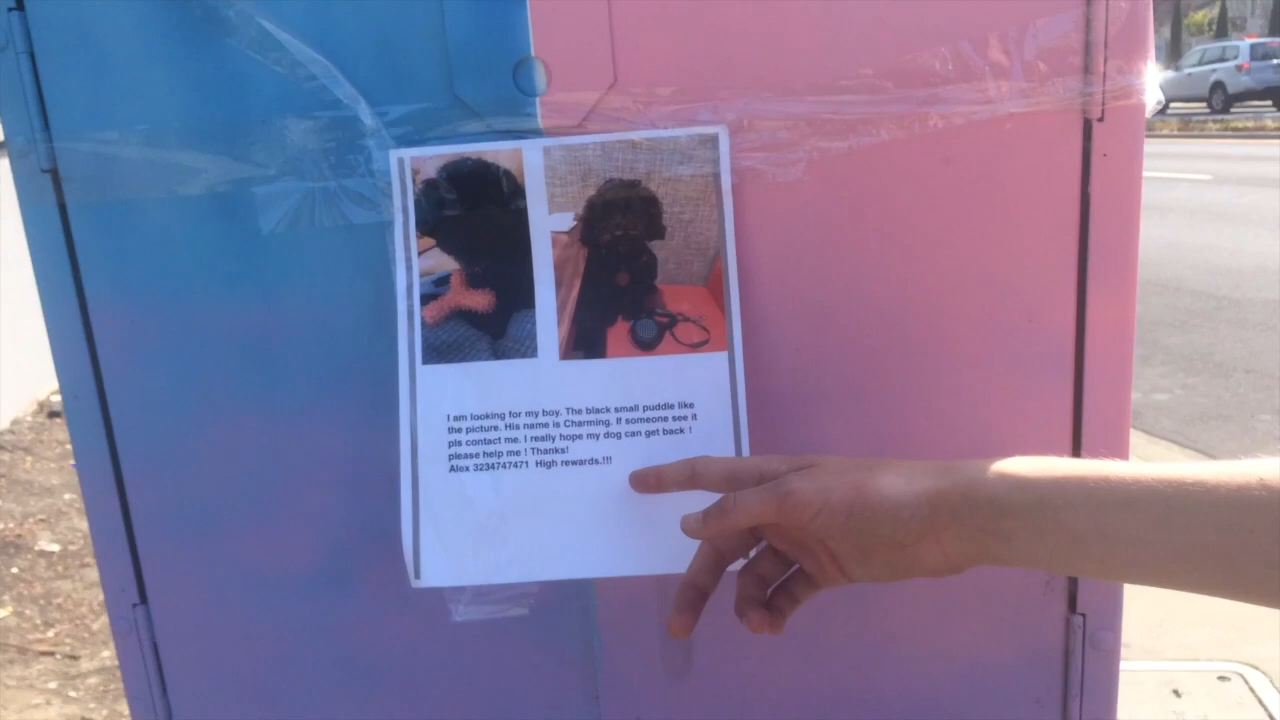 I am looking for my boy. The black small puddle like
the picture. His name is Charming. If someone see it
pls contact me. I really hope my dog can get back !
please help me ! Thanks!
Alex 3234747471 High rewards.!!!